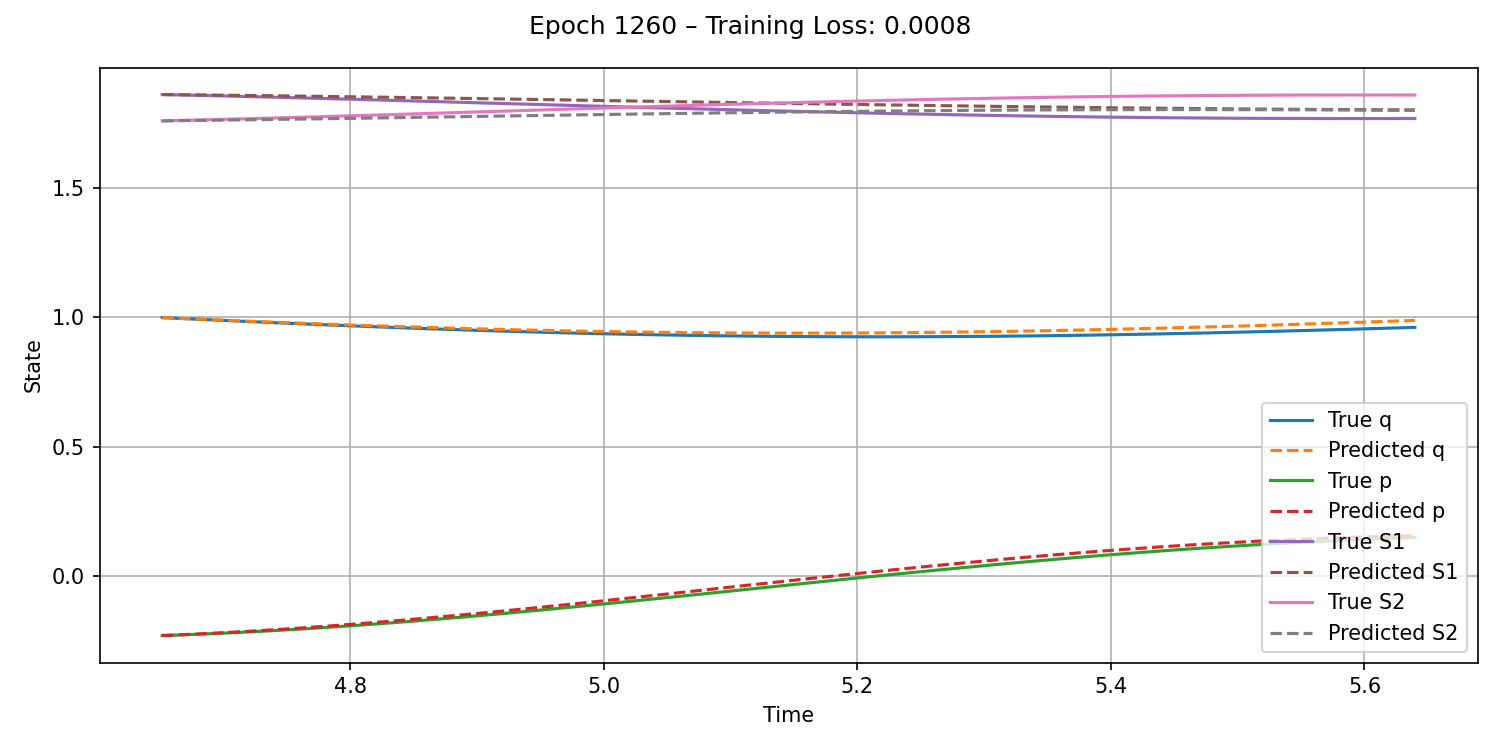 Epoch 1260 – Training Loss: 0.0008
1.5
1.0
0.5
0.0
State
4.8
5.0
5.2
5.4
5.6
Time
True q
Predicted q
True p
Predicted p
True S1
Predicted S1
True S2
Predicted S2